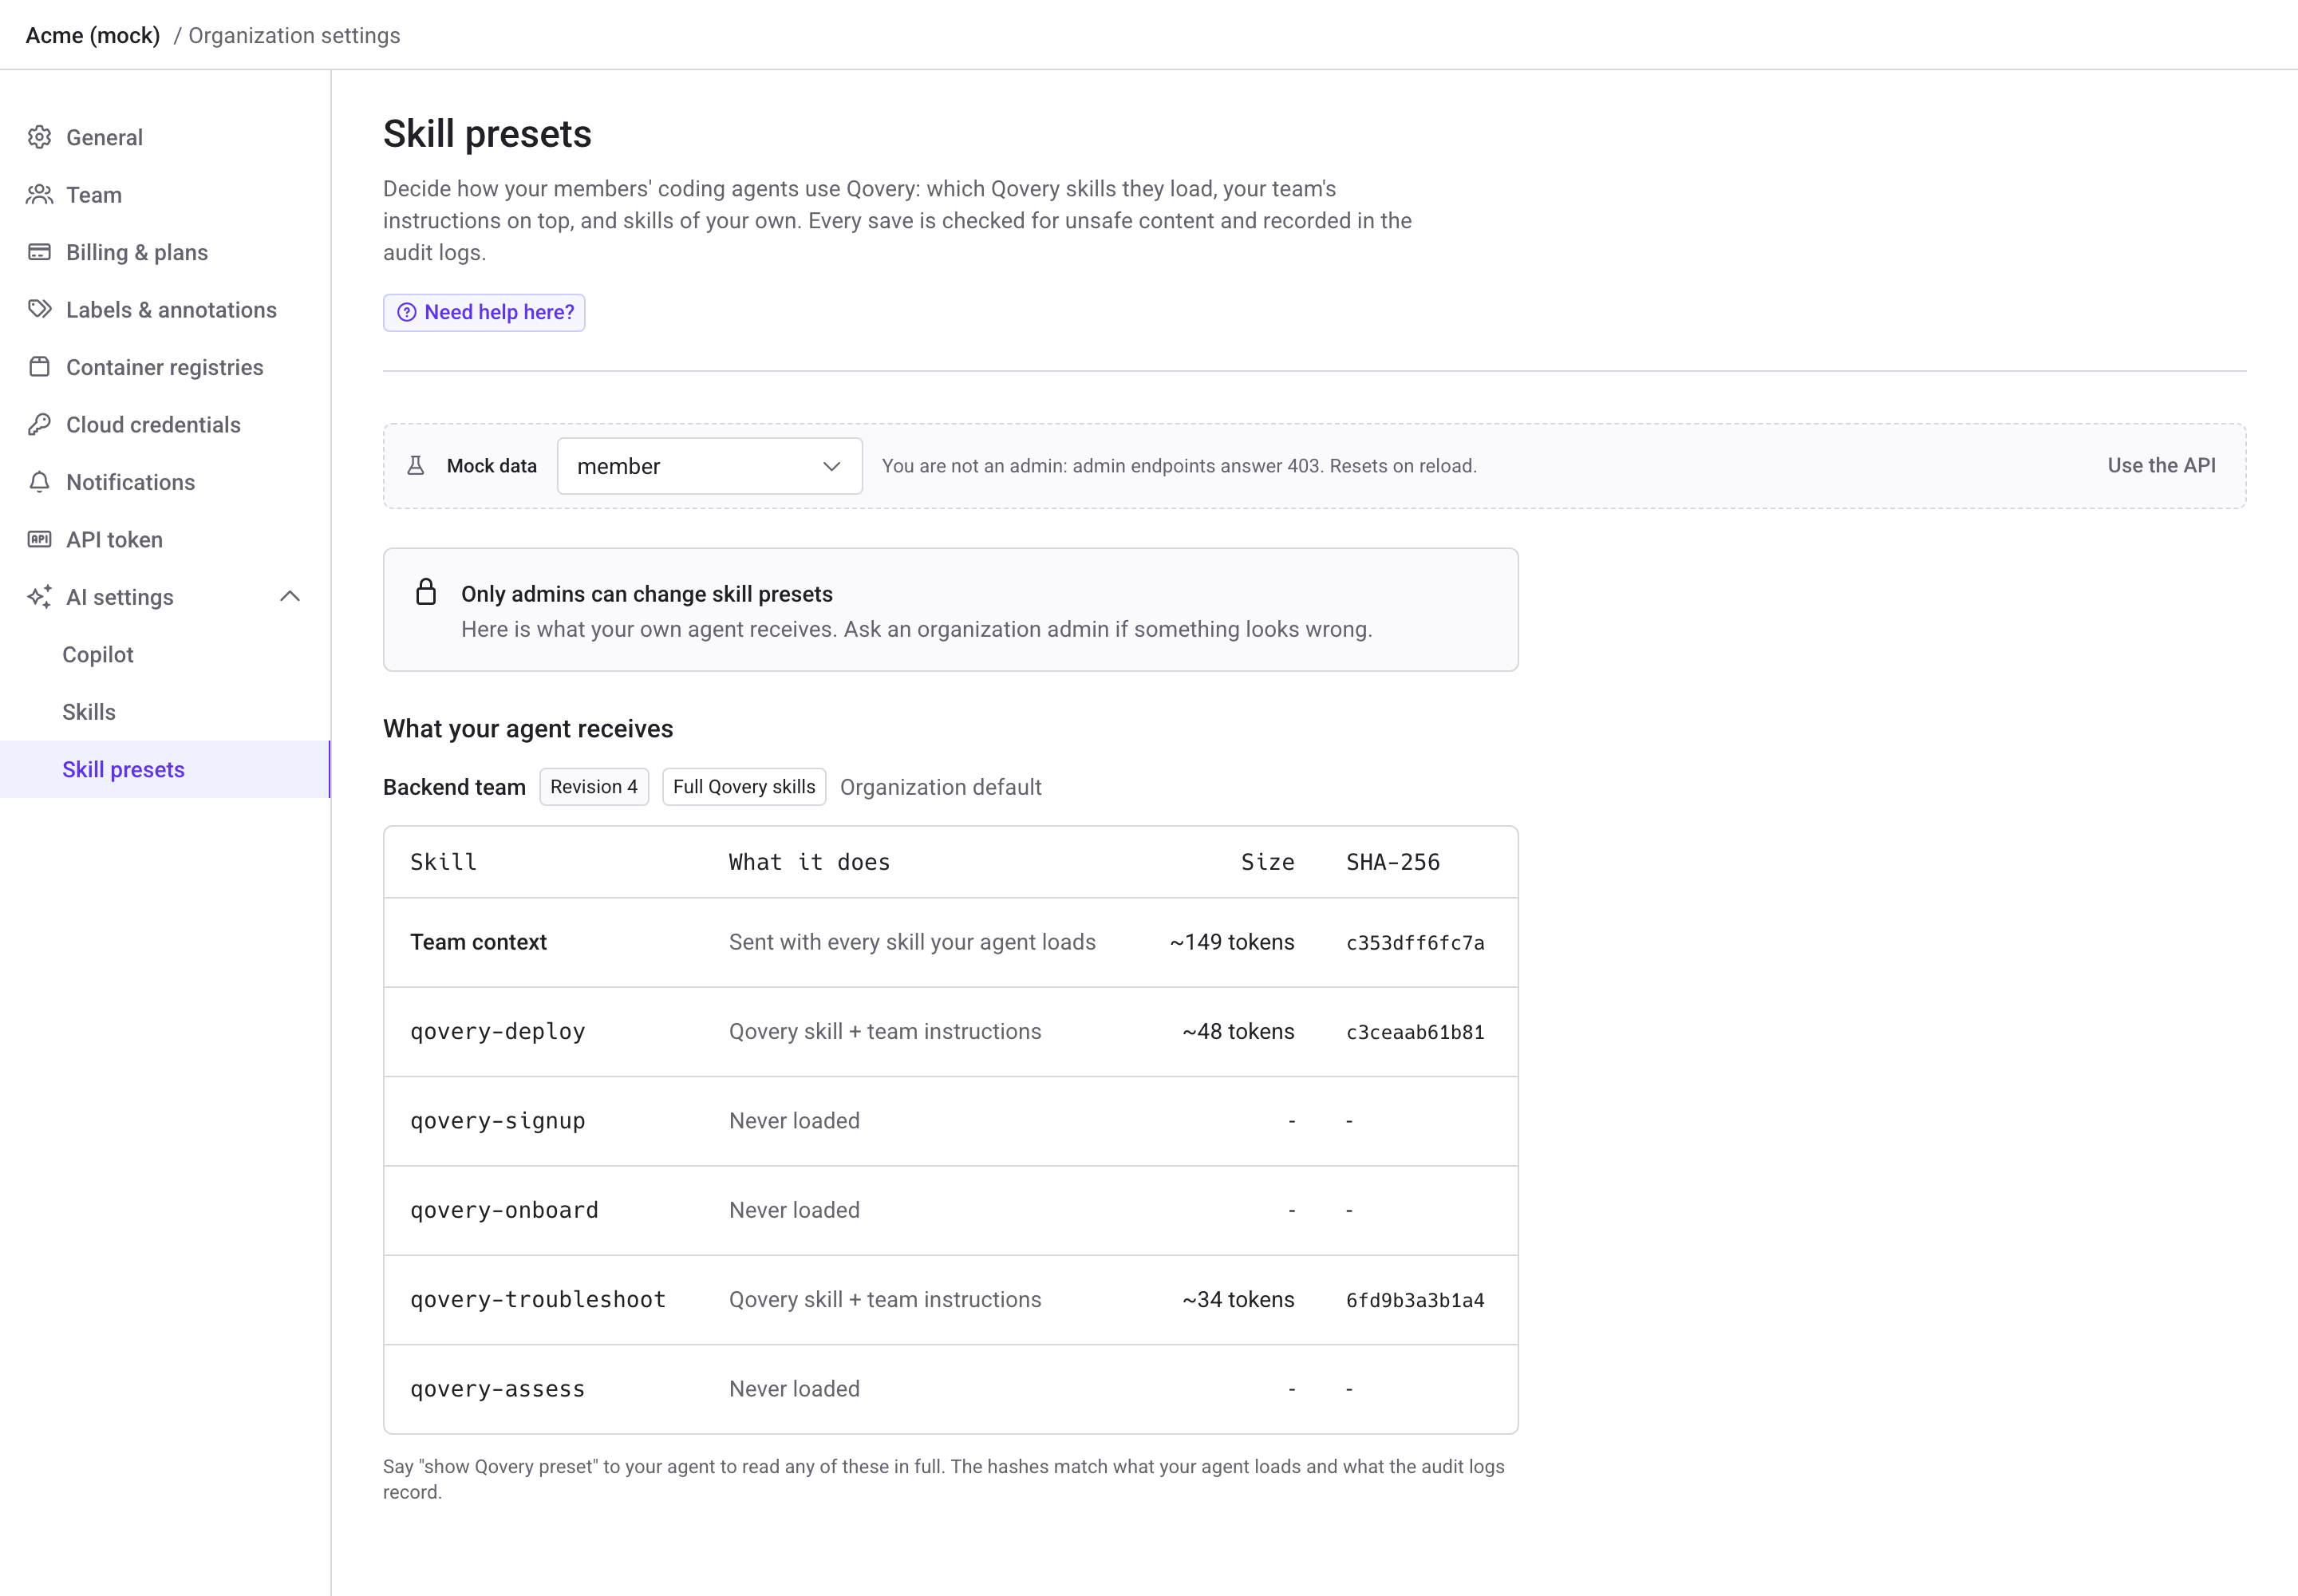 Acme (mock) / Organization settings
General
Team
Billing & plans
Labels & annotations
Container registries
Cloud credentials
Notifications
API token
AI settings
Copilot
Skills
Skill presets
Skill presets
Decide how your members' coding agents use Qovery: which Qovery skills they load, your team's
instructions on top, and skills of your own. Every save is checked for unsafe content and recorded in the
audit logs.
Need help here?
Mock data member You are not an admin: admin endpoints answer 403. Resets on reload. Use the API
Only admins can change skill presets
Here is what your own agent receives. Ask an organization admin if something looks wrong.
What your agent receives
Backend team Revision 4 Full Qovery skills Organization default
Skill What it does Size SHA-256
Team context Sent with every skill your agent loads ~149 tokens c353dff6fc7a
qovery-deploy Qovery skill + team instructions ~48 tokens c3ceaab61b81
qovery-signup Never loaded - -
qovery-onboard Never loaded - -
qovery-troubleshoot Qovery skill + team instructions ~34 tokens 6fd9b3a3b1a4
qovery-assess Never loaded - -
Say "show Qovery preset" to your agent to read any of these in full. The hashes match what your agent loads and what the audit logs
record.